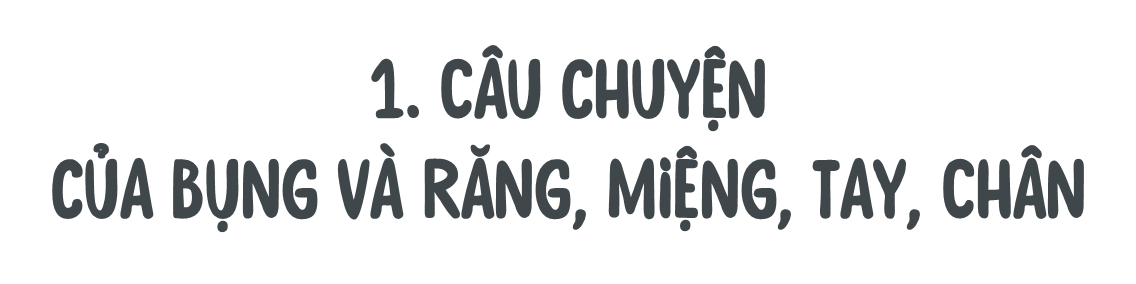 1. CÂU CHUYỆN
CỦA BỤNG VÀ RĂNG, MIỆNG, TAY, CHÂN